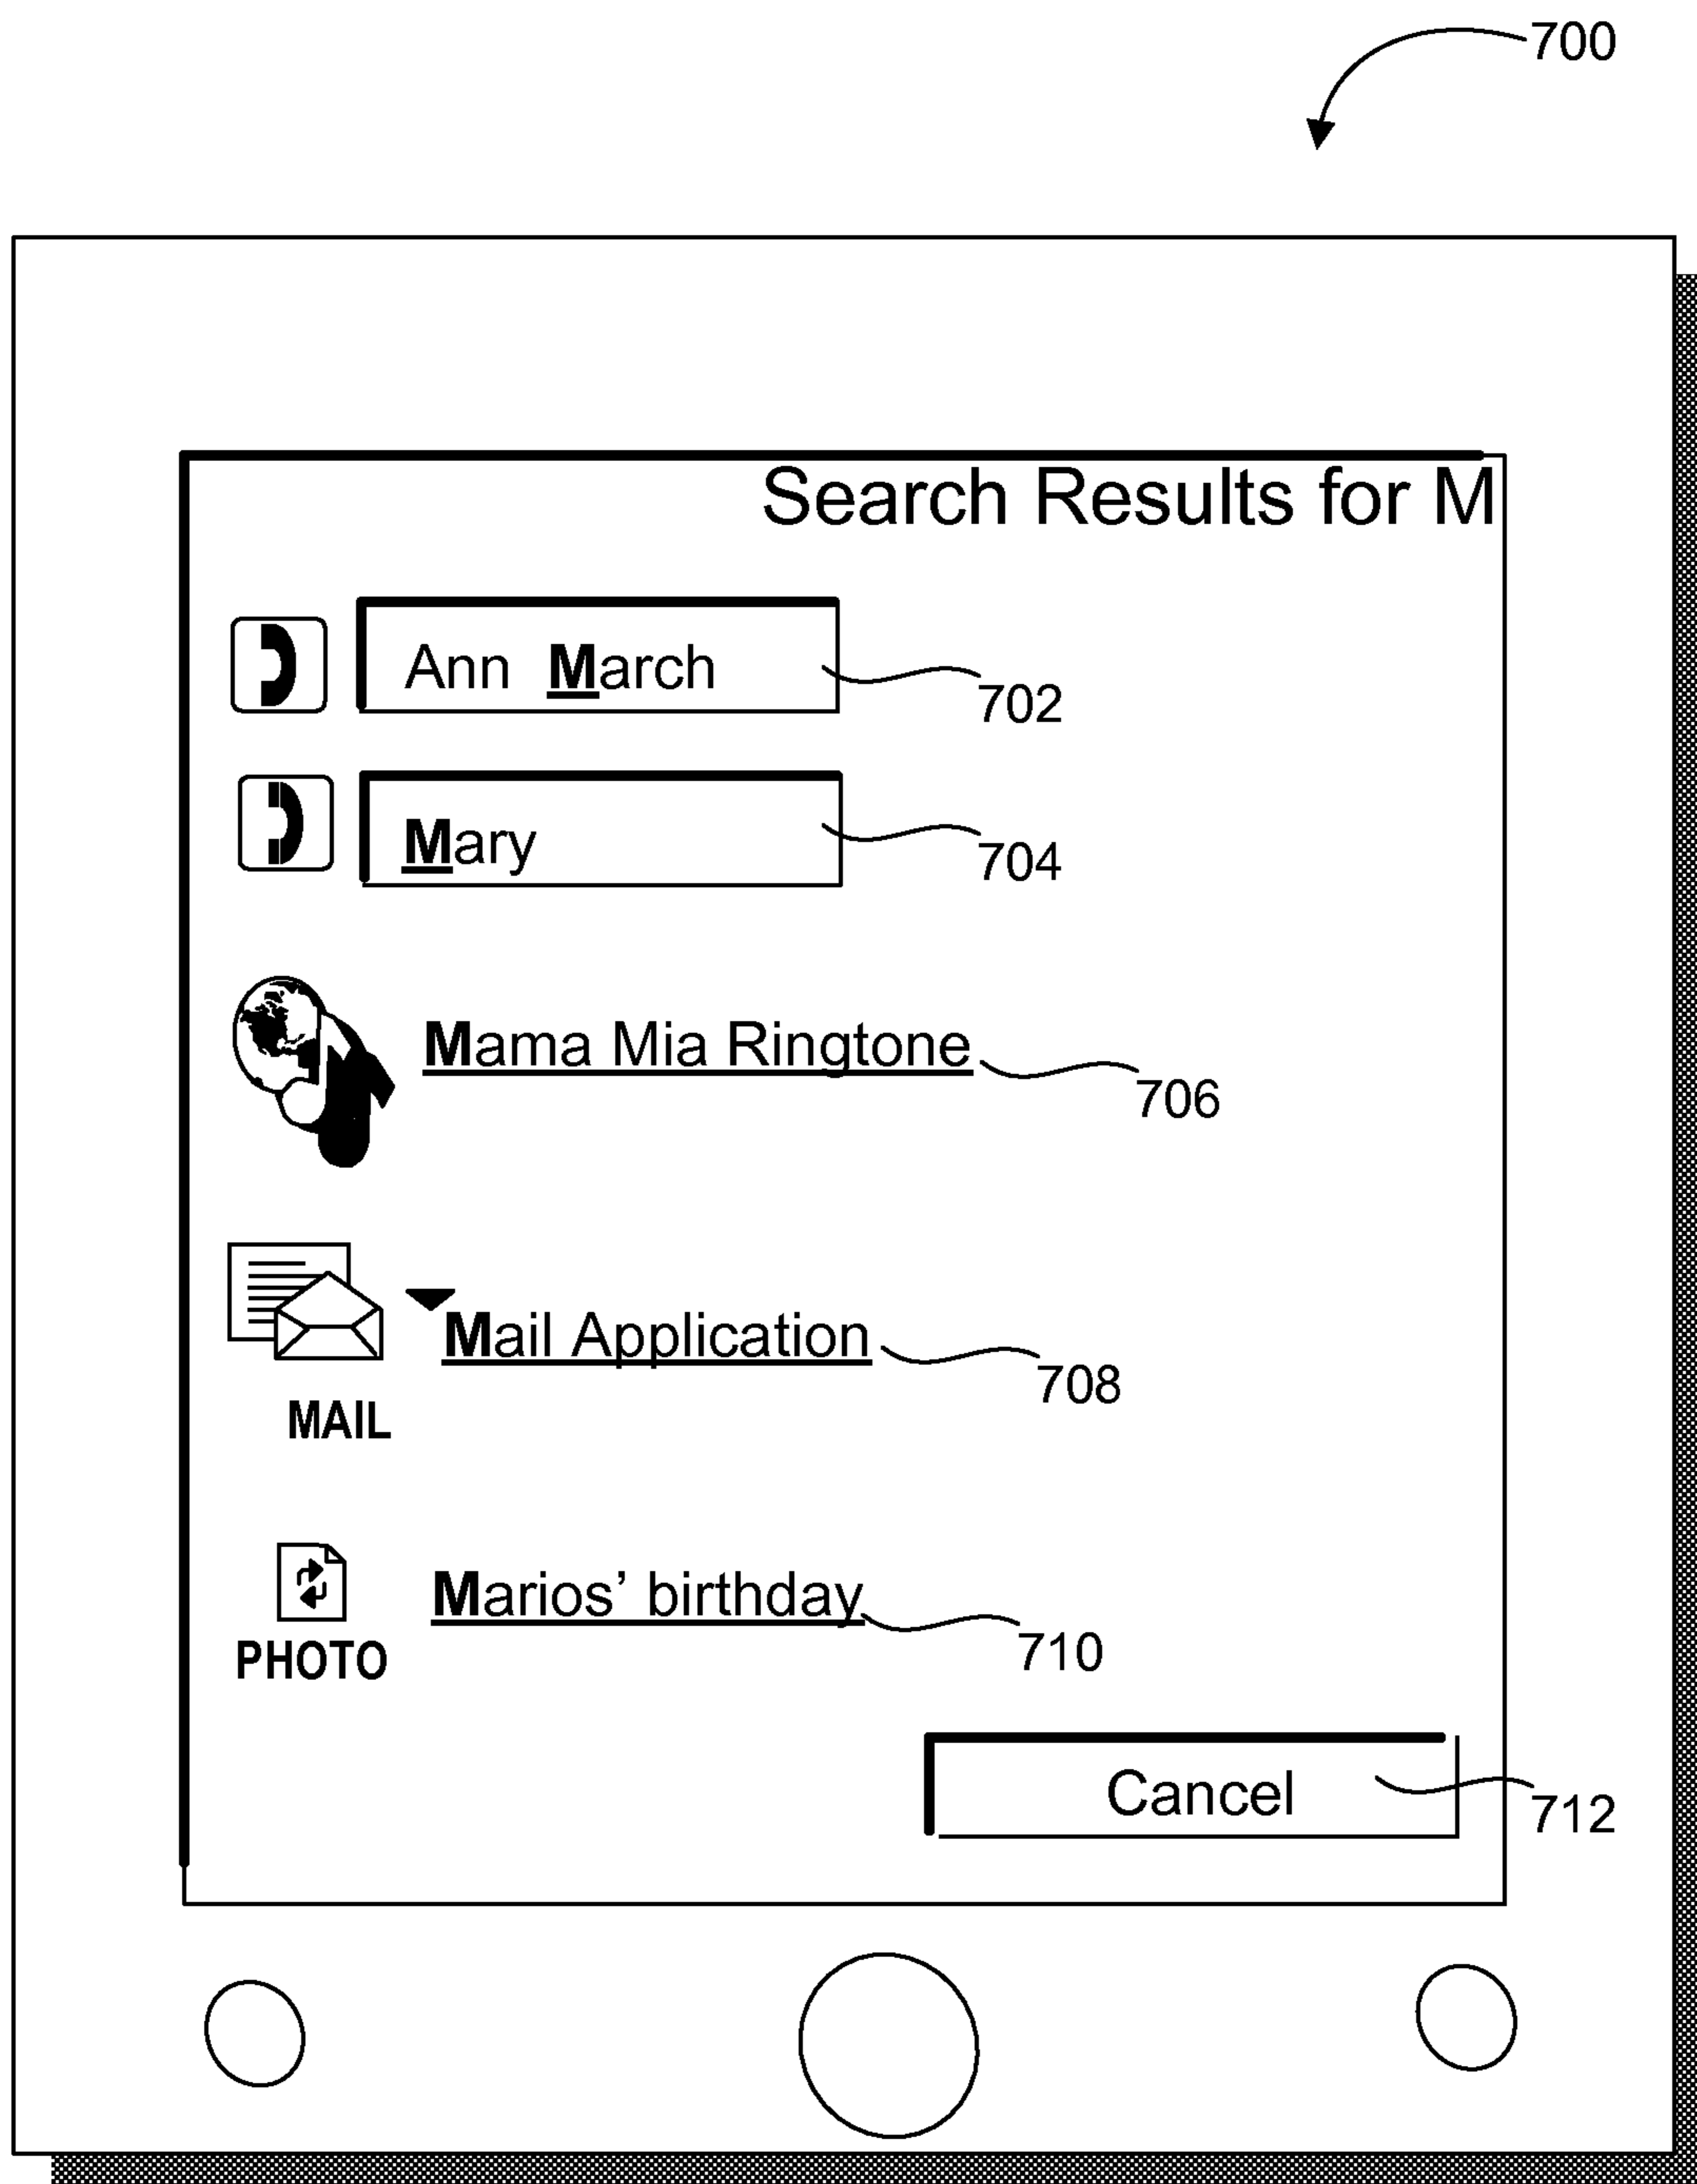 700
Search Results for M
Ann March
702
Mary
704
Mama Mia Ringtone
706
Mail Application
708
MAIL
Marios’ birthday
710
PHOTO
Cancel
712